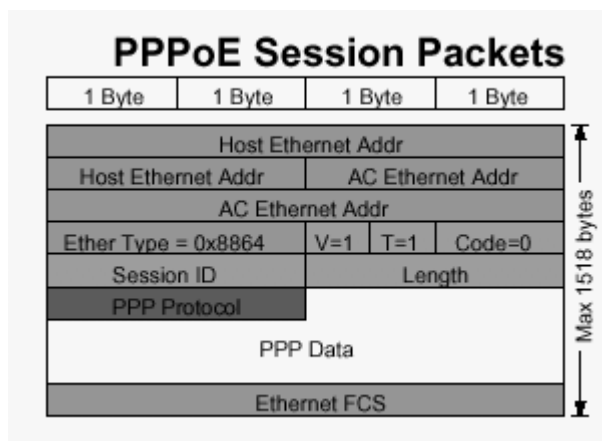 PPPoE Session Packets
1 Byte 1 Byte 1 Byte 1 Byte
Host Ethernet Addr
Host Ethernet Addr AC Ethernet Addr
AC Ethernet Addr
Ether Type = 0x8864 V=1 T=1 Code=0
Session ID Length
PPP Protocol
PPP Data
Ethernet FCS
Max 1518 bytes